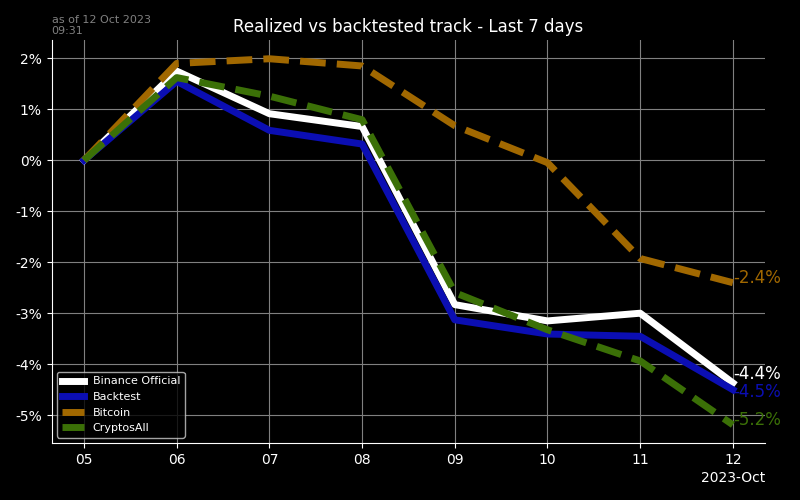 as of 12 Oct 2023
09:31
Realized vs backtested track - Last 7 days
2%
1%
0%
-1%
-2%
-3%
-4%
-5%
-2.4%
-4.4%
-4.5%
-5.2%
Binance Official
Backtest
Bitcoin
CryptosAll
05 06 07 08 09 10 11 12
2023-Oct